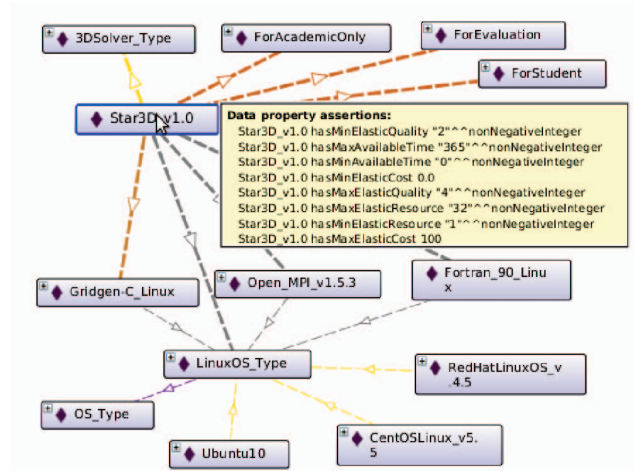 3DSolver_Type
ForAcademicOnly
ForEvaluation
ForStudent
Star3D_v1.0
Data property assertions:
Star3D_v1.0 hasMinElasticQuality "2"^^nonNegativeInteger
Star3D_v1.0 hasMaxAvailableTime "365"^^nonNegativeInteger
Star3D_v1.0 hasMinAvailableTime "0"^^nonNegativeInteger
Star3D_v1.0 hasMinElasticCost 0.0
Star3D_v1.0 hasMaxElasticQuality "4"^^nonNegativeInteger
Star3D_v1.0 hasMaxElasticResource "32"^^nonNegativeInteger
Star3D_v1.0 hasMinElasticResource "1"^^nonNegativeInteger
Star3D_v1.0 hasMaxElasticCost 100
Gridgen-C_Linux
Open_MPI_v1.5.3
Fortran_90_Linu
x
LinuxOS_Type
RedHatLinuxOS_v
.4.5
OS_Type
Ubuntu10
CentOSLinux_v5.
5